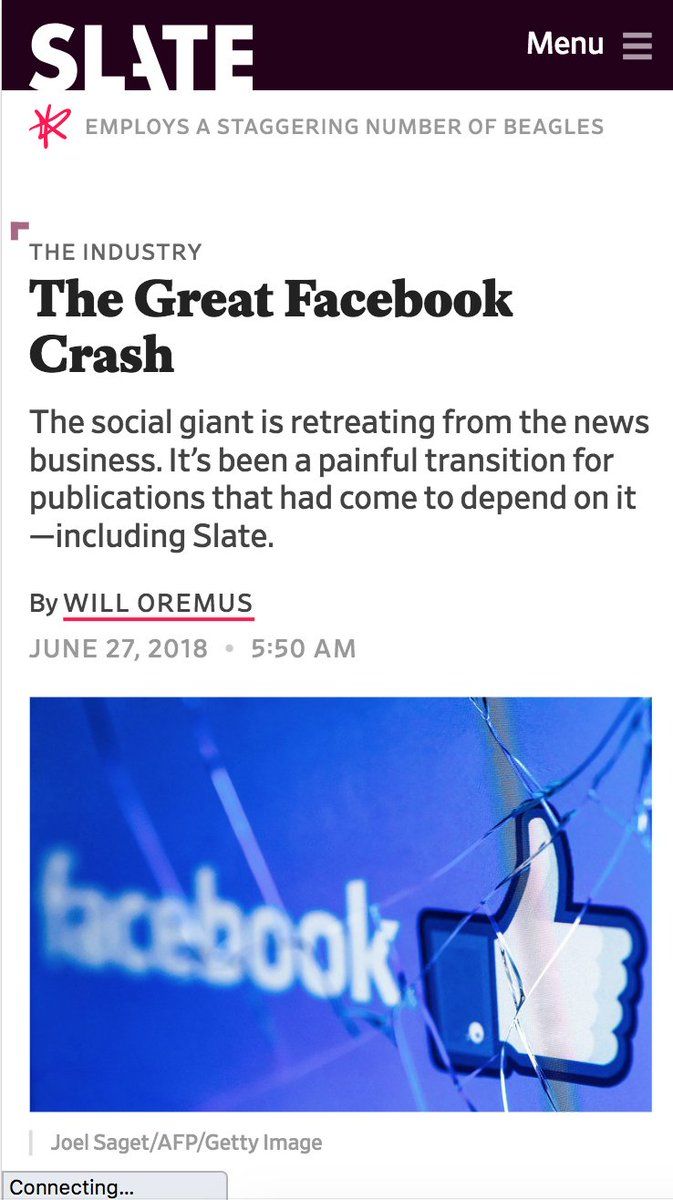 SLATE
Menu
EMPLOYS A STAGGERING NUMBER OF BEAGLES
THE INDUSTRY
The Great Facebook
Crash
The social giant is retreating from the news
business. It’s been a painful transition for
publications that had come to depend on it
—including Slate.
By WILL OREMUS
JUNE 27, 2018 • 5:50 AM
facebook
Joel Saget/AFP/Getty Image
Connecting...